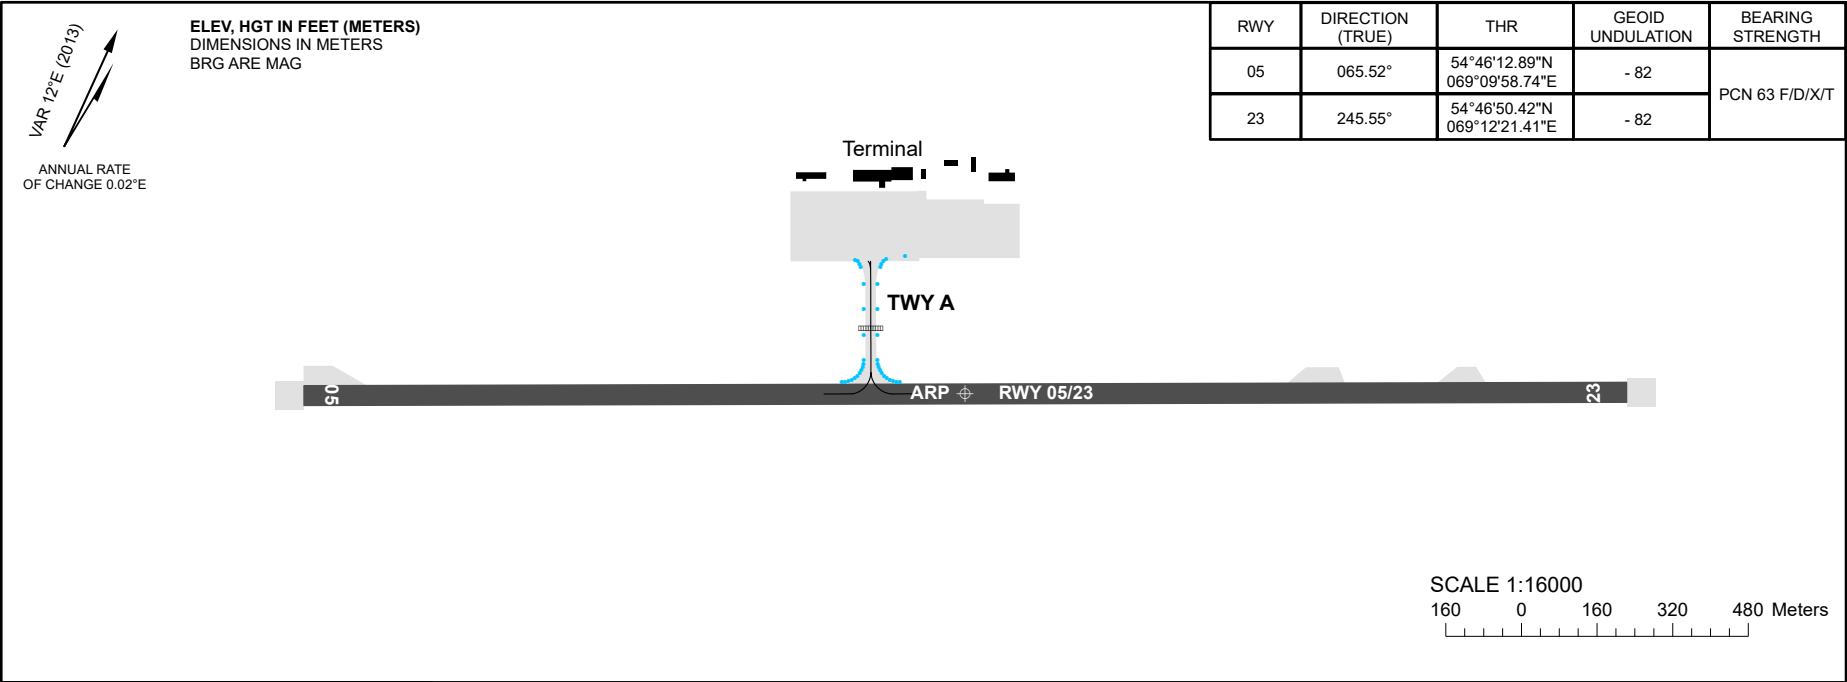 VAR 12°E (2013)
ANNUAL RATE
OF CHANGE 0.02°E
ELEV, HGT IN FEET (METERS)
DIMENSIONS IN METERS
BRG ARE MAG
RWY DIRECTION (TRUE) THR GEOID UNDULATION BEARING STRENGTH
05 065.52° 54°46'12.89"N 069°09'58.74"E - 82 PCN 63 F/D/X/T
23 245.55° 54°46'50.42"N 069°12'21.41"E - 82
Terminal
TWY A
05 ARP RWY 05/23 23
SCALE 1:16000
160 0 160 320 480 Meters